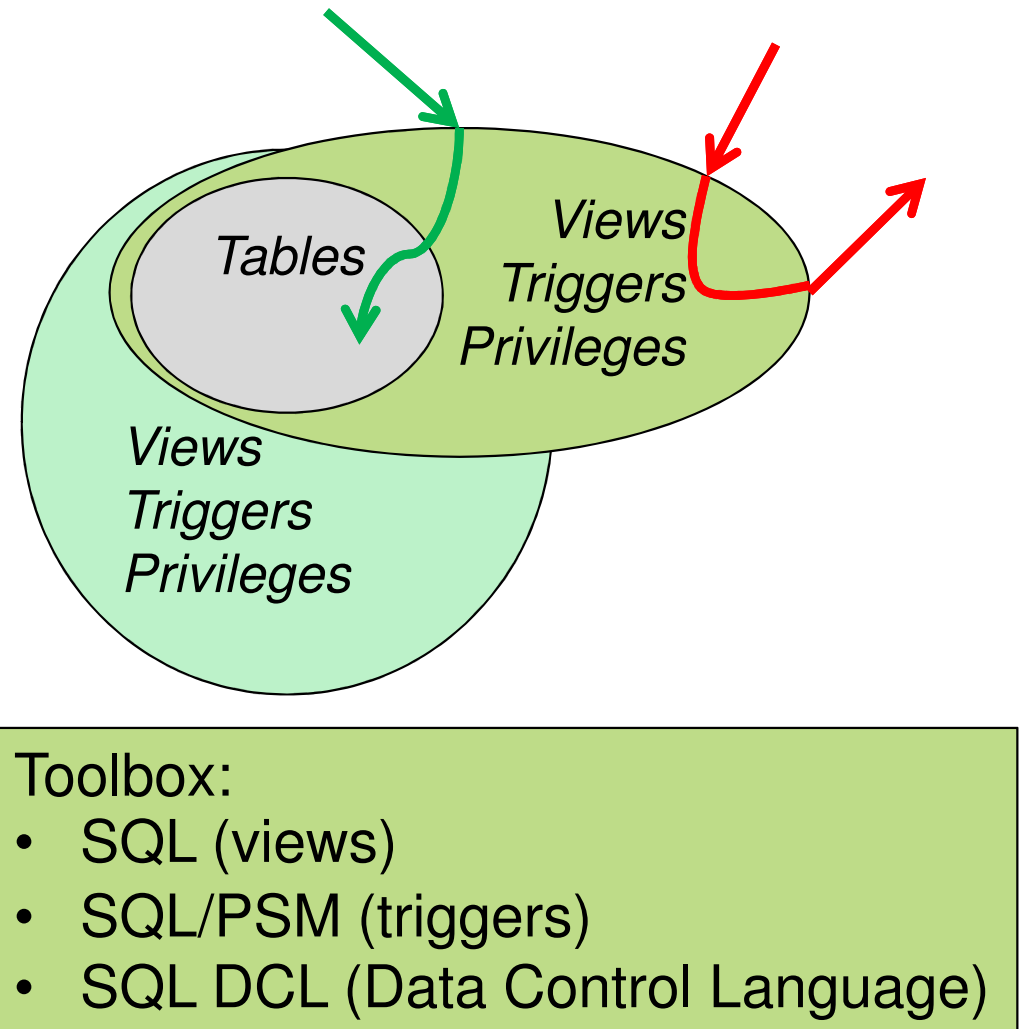 Tables
Views
Triggers
Privileges
Views
Triggers
Privileges
Toolbox:
• SQL (views)
• SQL/PSM (triggers)
• SQL DCL (Data Control Language)